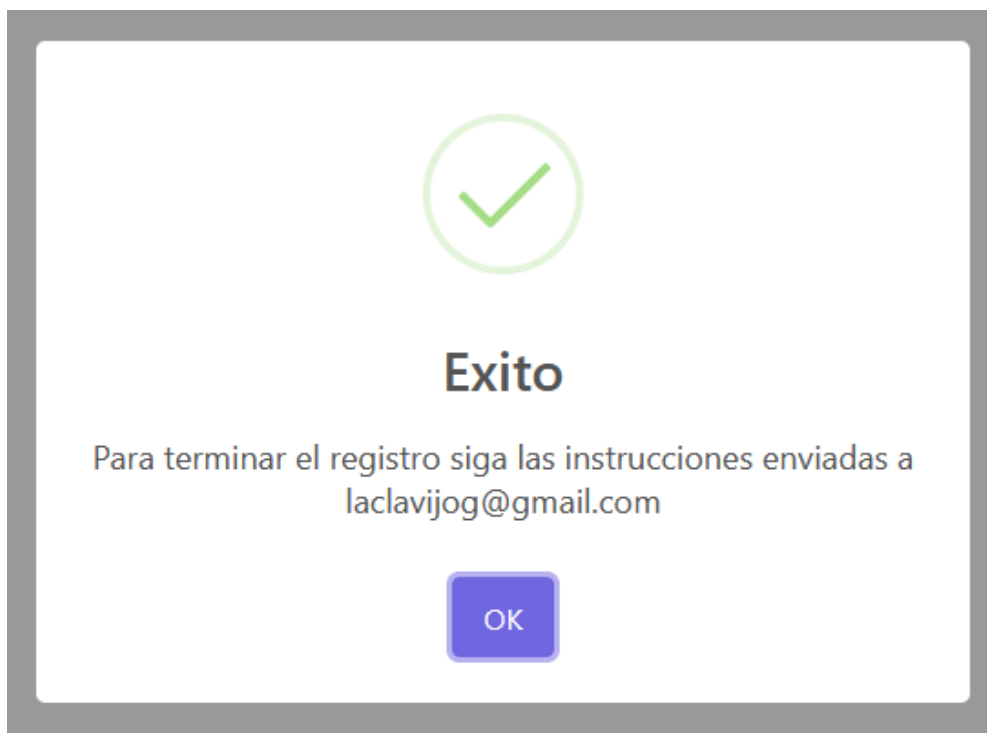 Exito
Para terminar el registro siga las instrucciones enviadas a
laclavijog@gmail.com
OK